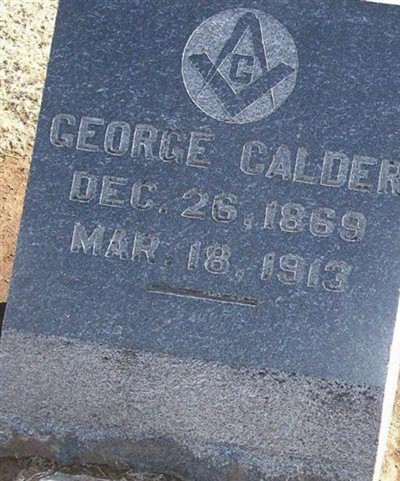 G
GEORGE CALDER
DEC. 26, 1869
MAR. 18, 1913